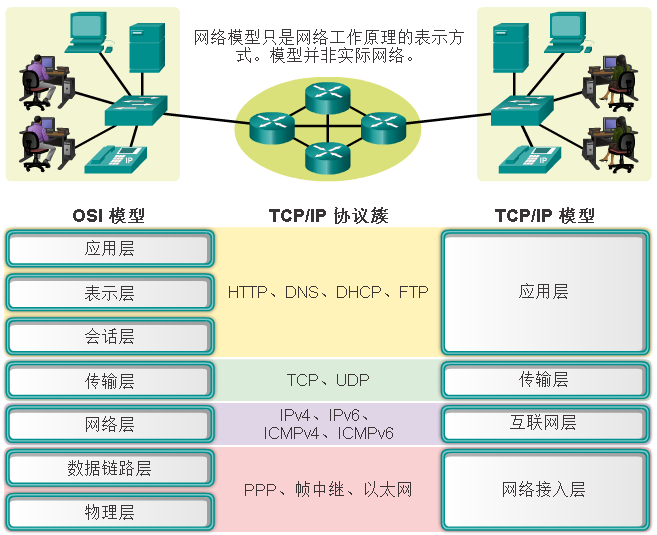 网络模型只是网络工作原理的表示方
式。模型并非实际网络。
IP
IP
OSI 模型
TCP/IP 协议簇
TCP/IP 模型
应用层
表示层
会话层
HTTP、DNS、DHCP、FTP
应用层
传输层
TCP、UDP
传输层
网络层
IPv4、IPv6、
ICMPv4、ICMPv6
互联网层
数据链路层
物理层
PPP、帧中继、以太网
网络接入层